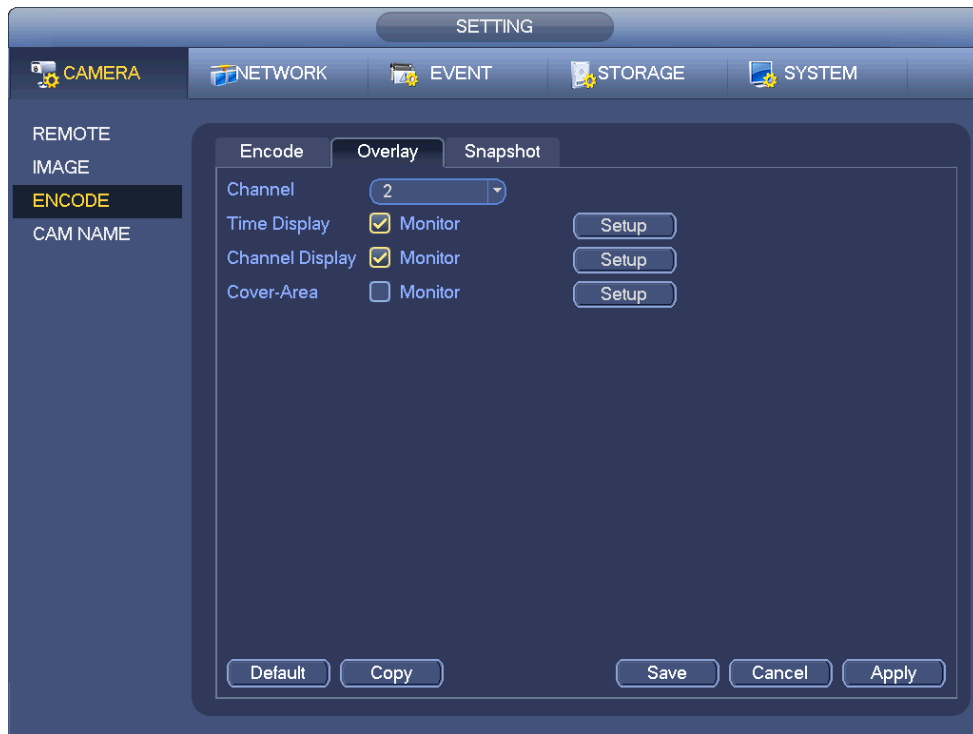 SETTING
CAMERA NETWORK EVENT STORAGE SYSTEM
REMOTE
IMAGE
ENCODE
CAM NAME
Encode Overlay Snapshot
Channel 2
Time Display Monitor Setup
Channel Display Monitor Setup
Cover-Area Monitor Setup
Default Copy Save Cancel Apply